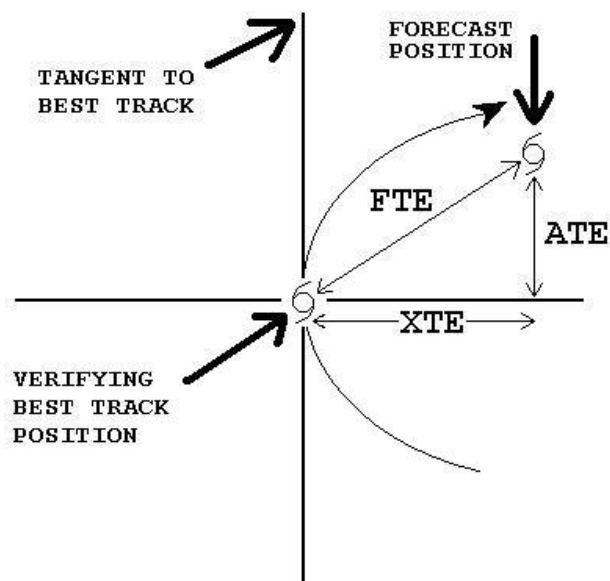 TANGENT TO
BEST TRACK
FORECAST
POSITION
FTE
ATE
XTE
VERIFYING
BEST TRACK
POSITION